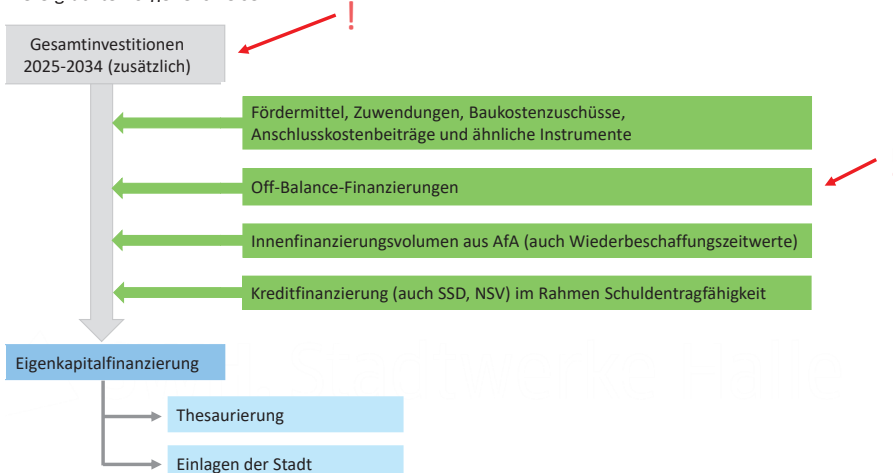 !
Gesamtinvestitionen
2025-2034 (zusätzlich)
Fördermittel, Zuwendungen, Baukostenzuschüsse,
Anschlusskostenbeiträge und ähnliche Instrumente
Off-Balance-Finanzierungen
Innenfinanzierungsvolumen aus AfA (auch Wiederbeschaffungszeitwerte)
Kreditfinanzierung (auch SSD, NSV) im Rahmen Schuldentragfähigkeit
Eigenkapitalfinanzierung
Thesaurierung
Einlagen der Stadt